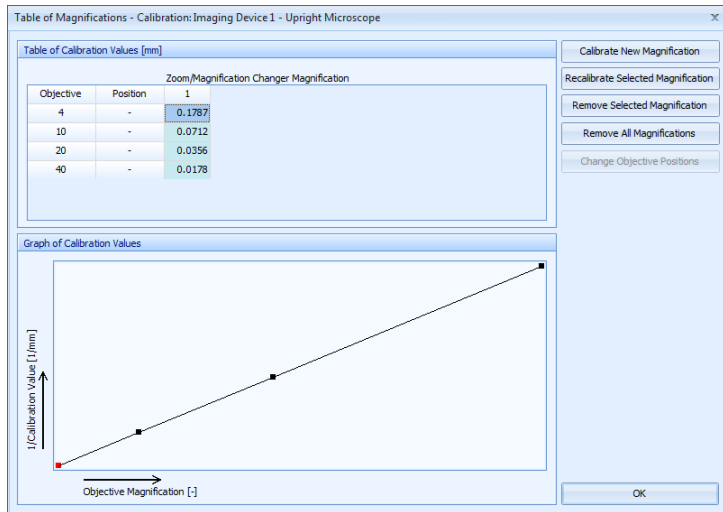 Table of Magnifications - Calibration: Imaging Device 1 - Upright Microscope x
Table of Calibration Values [mm]
Zoom/Magnification Changer Magnification
Objective Position 1
4 - 0.1787
10 - 0.0712
20 - 0.0356
40 - 0.0178
Calibrate New Magnification
Recalibrate Selected Magnification
Remove Selected Magnification
Remove All Magnifications
Change Objective Positions
Graph of Calibration Values
1/Calibration Value [1/mm]
Objective Magnification [-]
OK